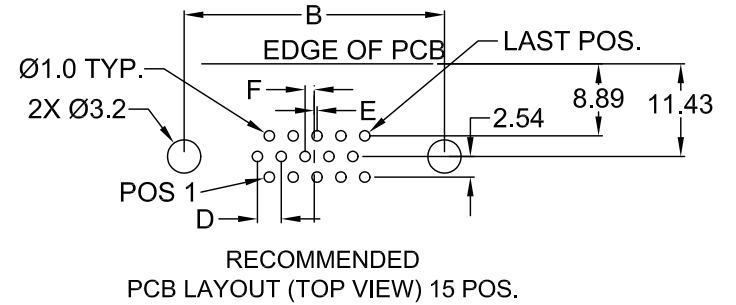 B
EDGE OF PCB
LAST POS.
Ø1.0 TYP.
F
E
8.89
11.43
2X Ø3.2
2.54
POS 1
D
RECOMMENDED
PCB LAYOUT (TOP VIEW) 15 POS.